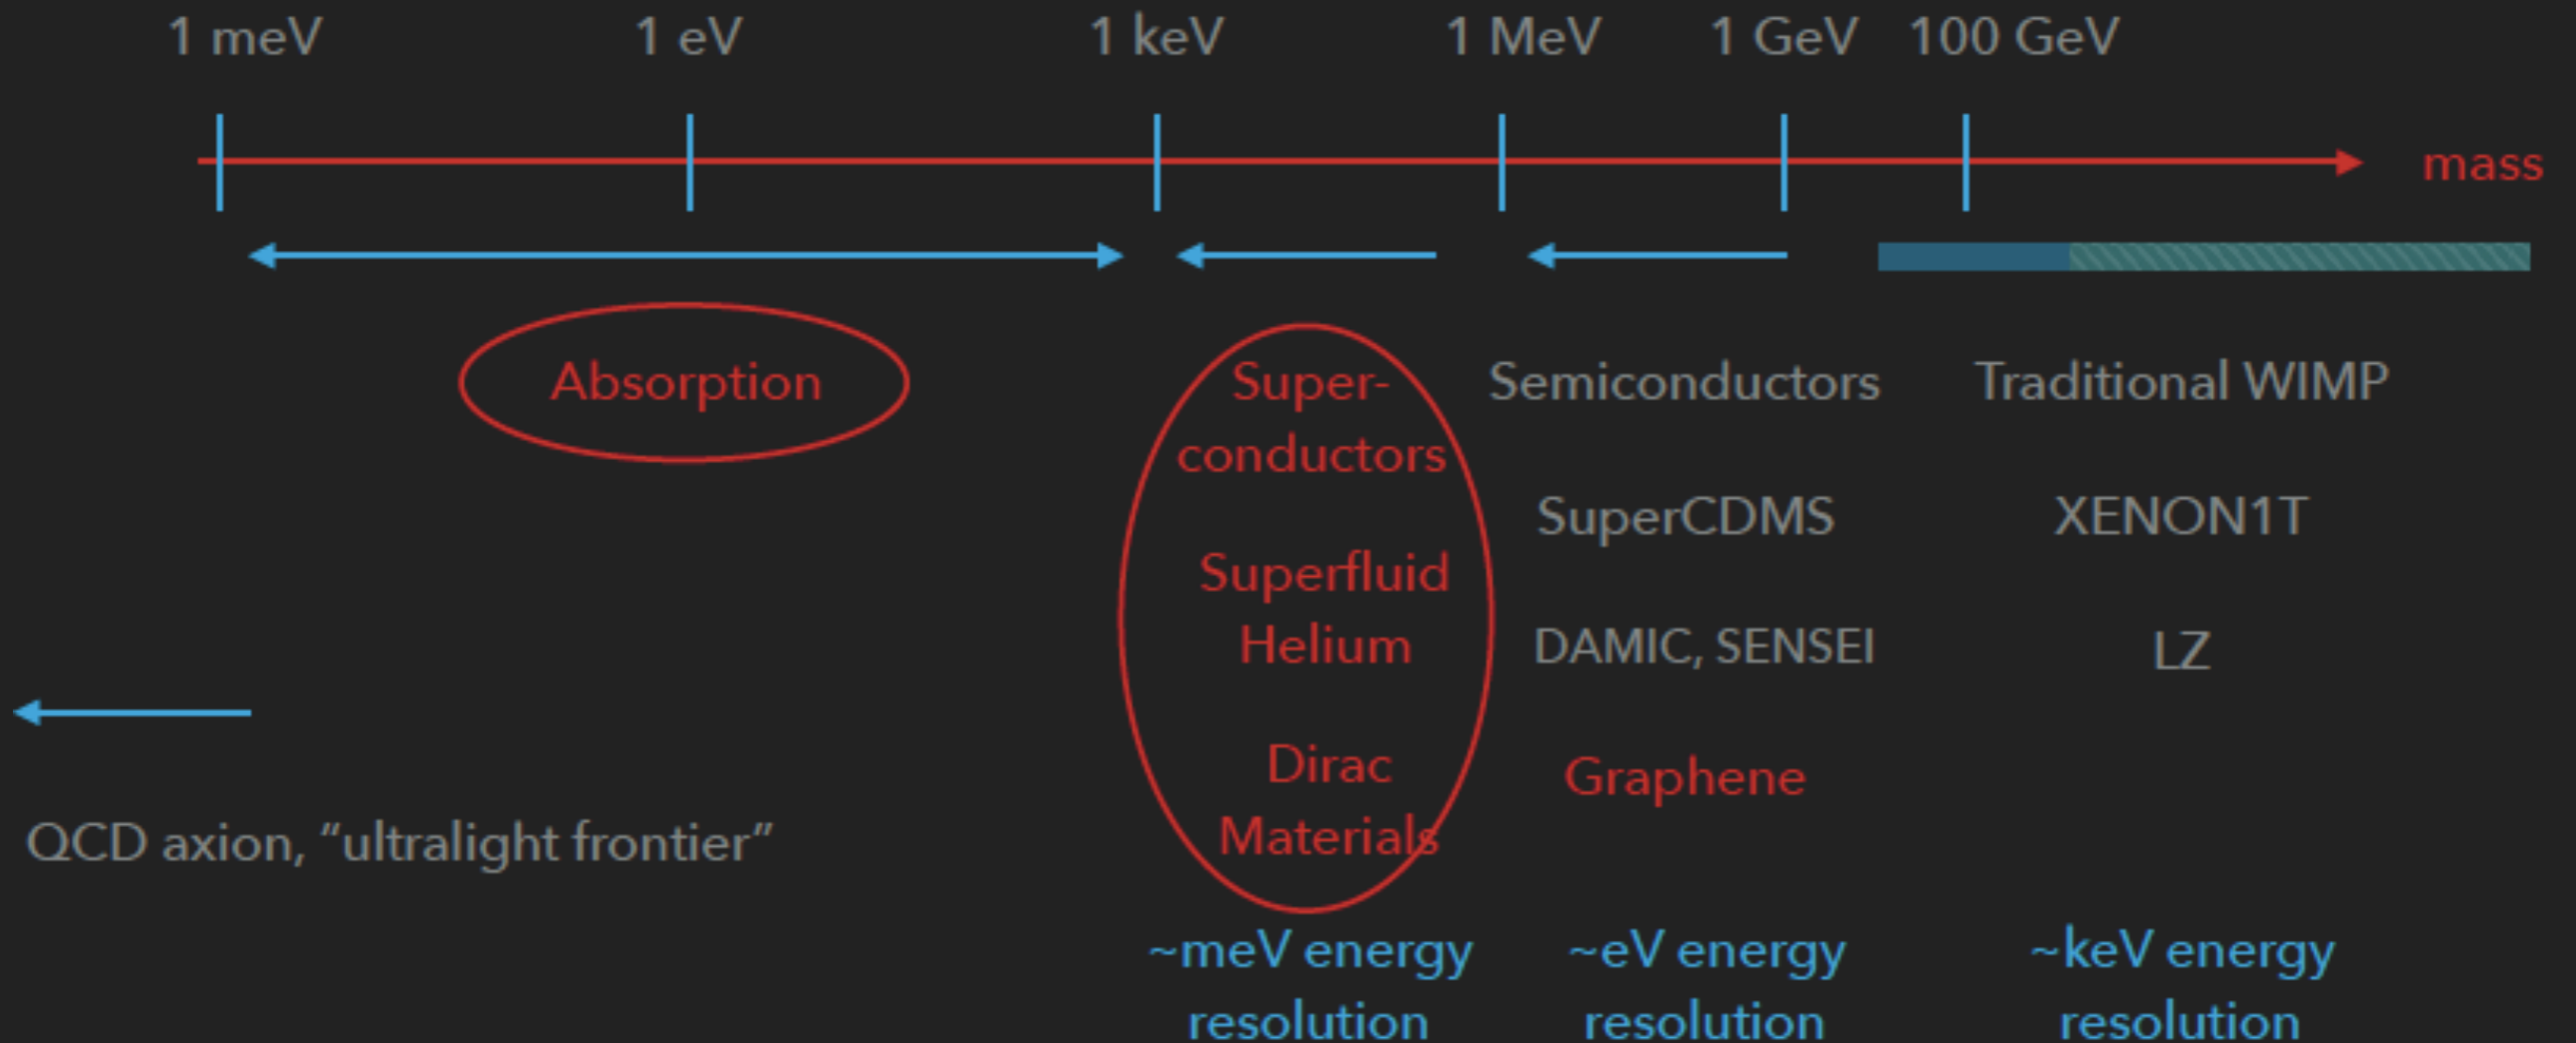 1 meV 1 eV 1 keV 1 MeV 1 GeV 100 GeV
mass
Absorption
Super-
conductors
Superfluid
Helium
Dirac
Materials
Semiconductors
SuperCDMS
DAMIC, SENSEI
Graphene
Traditional WIMP
XENON1T
LZ
QCD axion, “ultralight frontier”
~meV energy
resolution
~eV energy
resolution
~keV energy
resolution